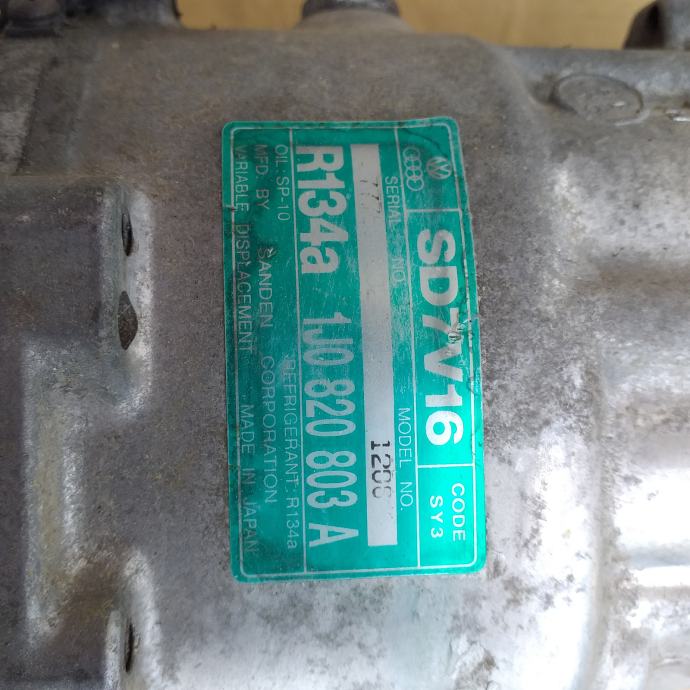 SD7V16
CODE
SY3
SERIAL NO.
MODEL NO.
R134a 1J0 820 803 A
OIL: SP-10
REFRIGERANT: R134a
MFD. BY SANDEN CORPORATION
VARIABLE DISPLACEMENT MADE IN JAPAN